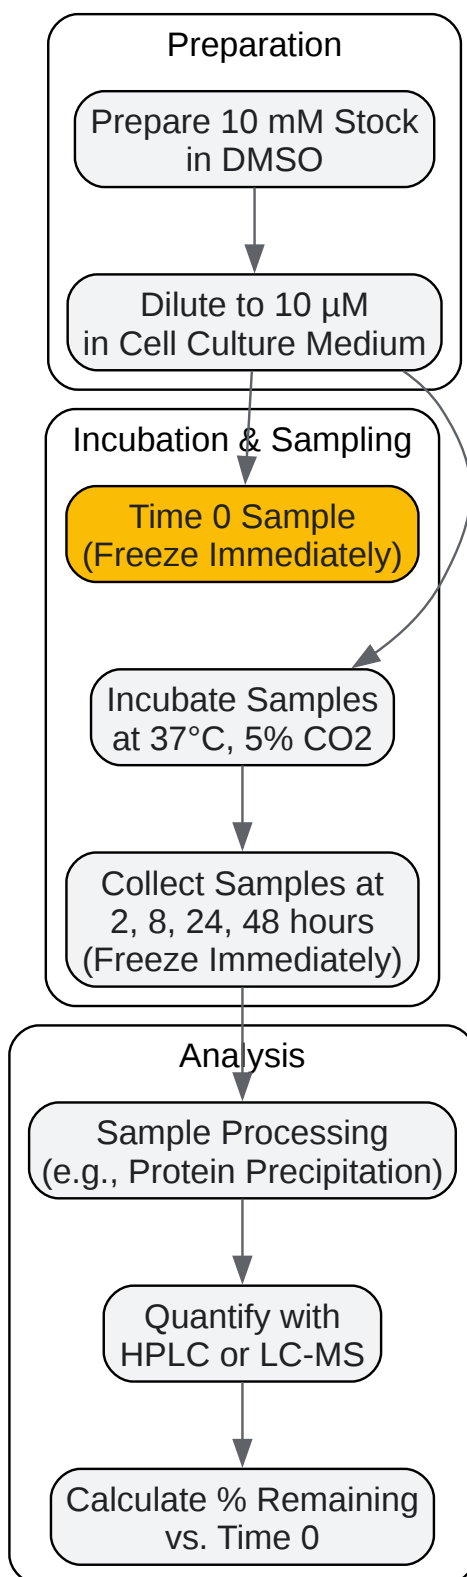 Preparation
Prepare 10 mM Stock
in DMSO
Dilute to 10 µM
in Cell Culture Medium
Incubation & Sampling
Time 0 Sample
(Freeze Immediately)
Incubate Samples
at 37°C, 5% CO2
Collect Samples at
2, 8, 24, 48 hours
(Freeze Immediately)
Analysis
Sample Processing
(e.g., Protein Precipitation)
Quantify with
HPLC or LC-MS
Calculate % Remaining
vs. Time 0